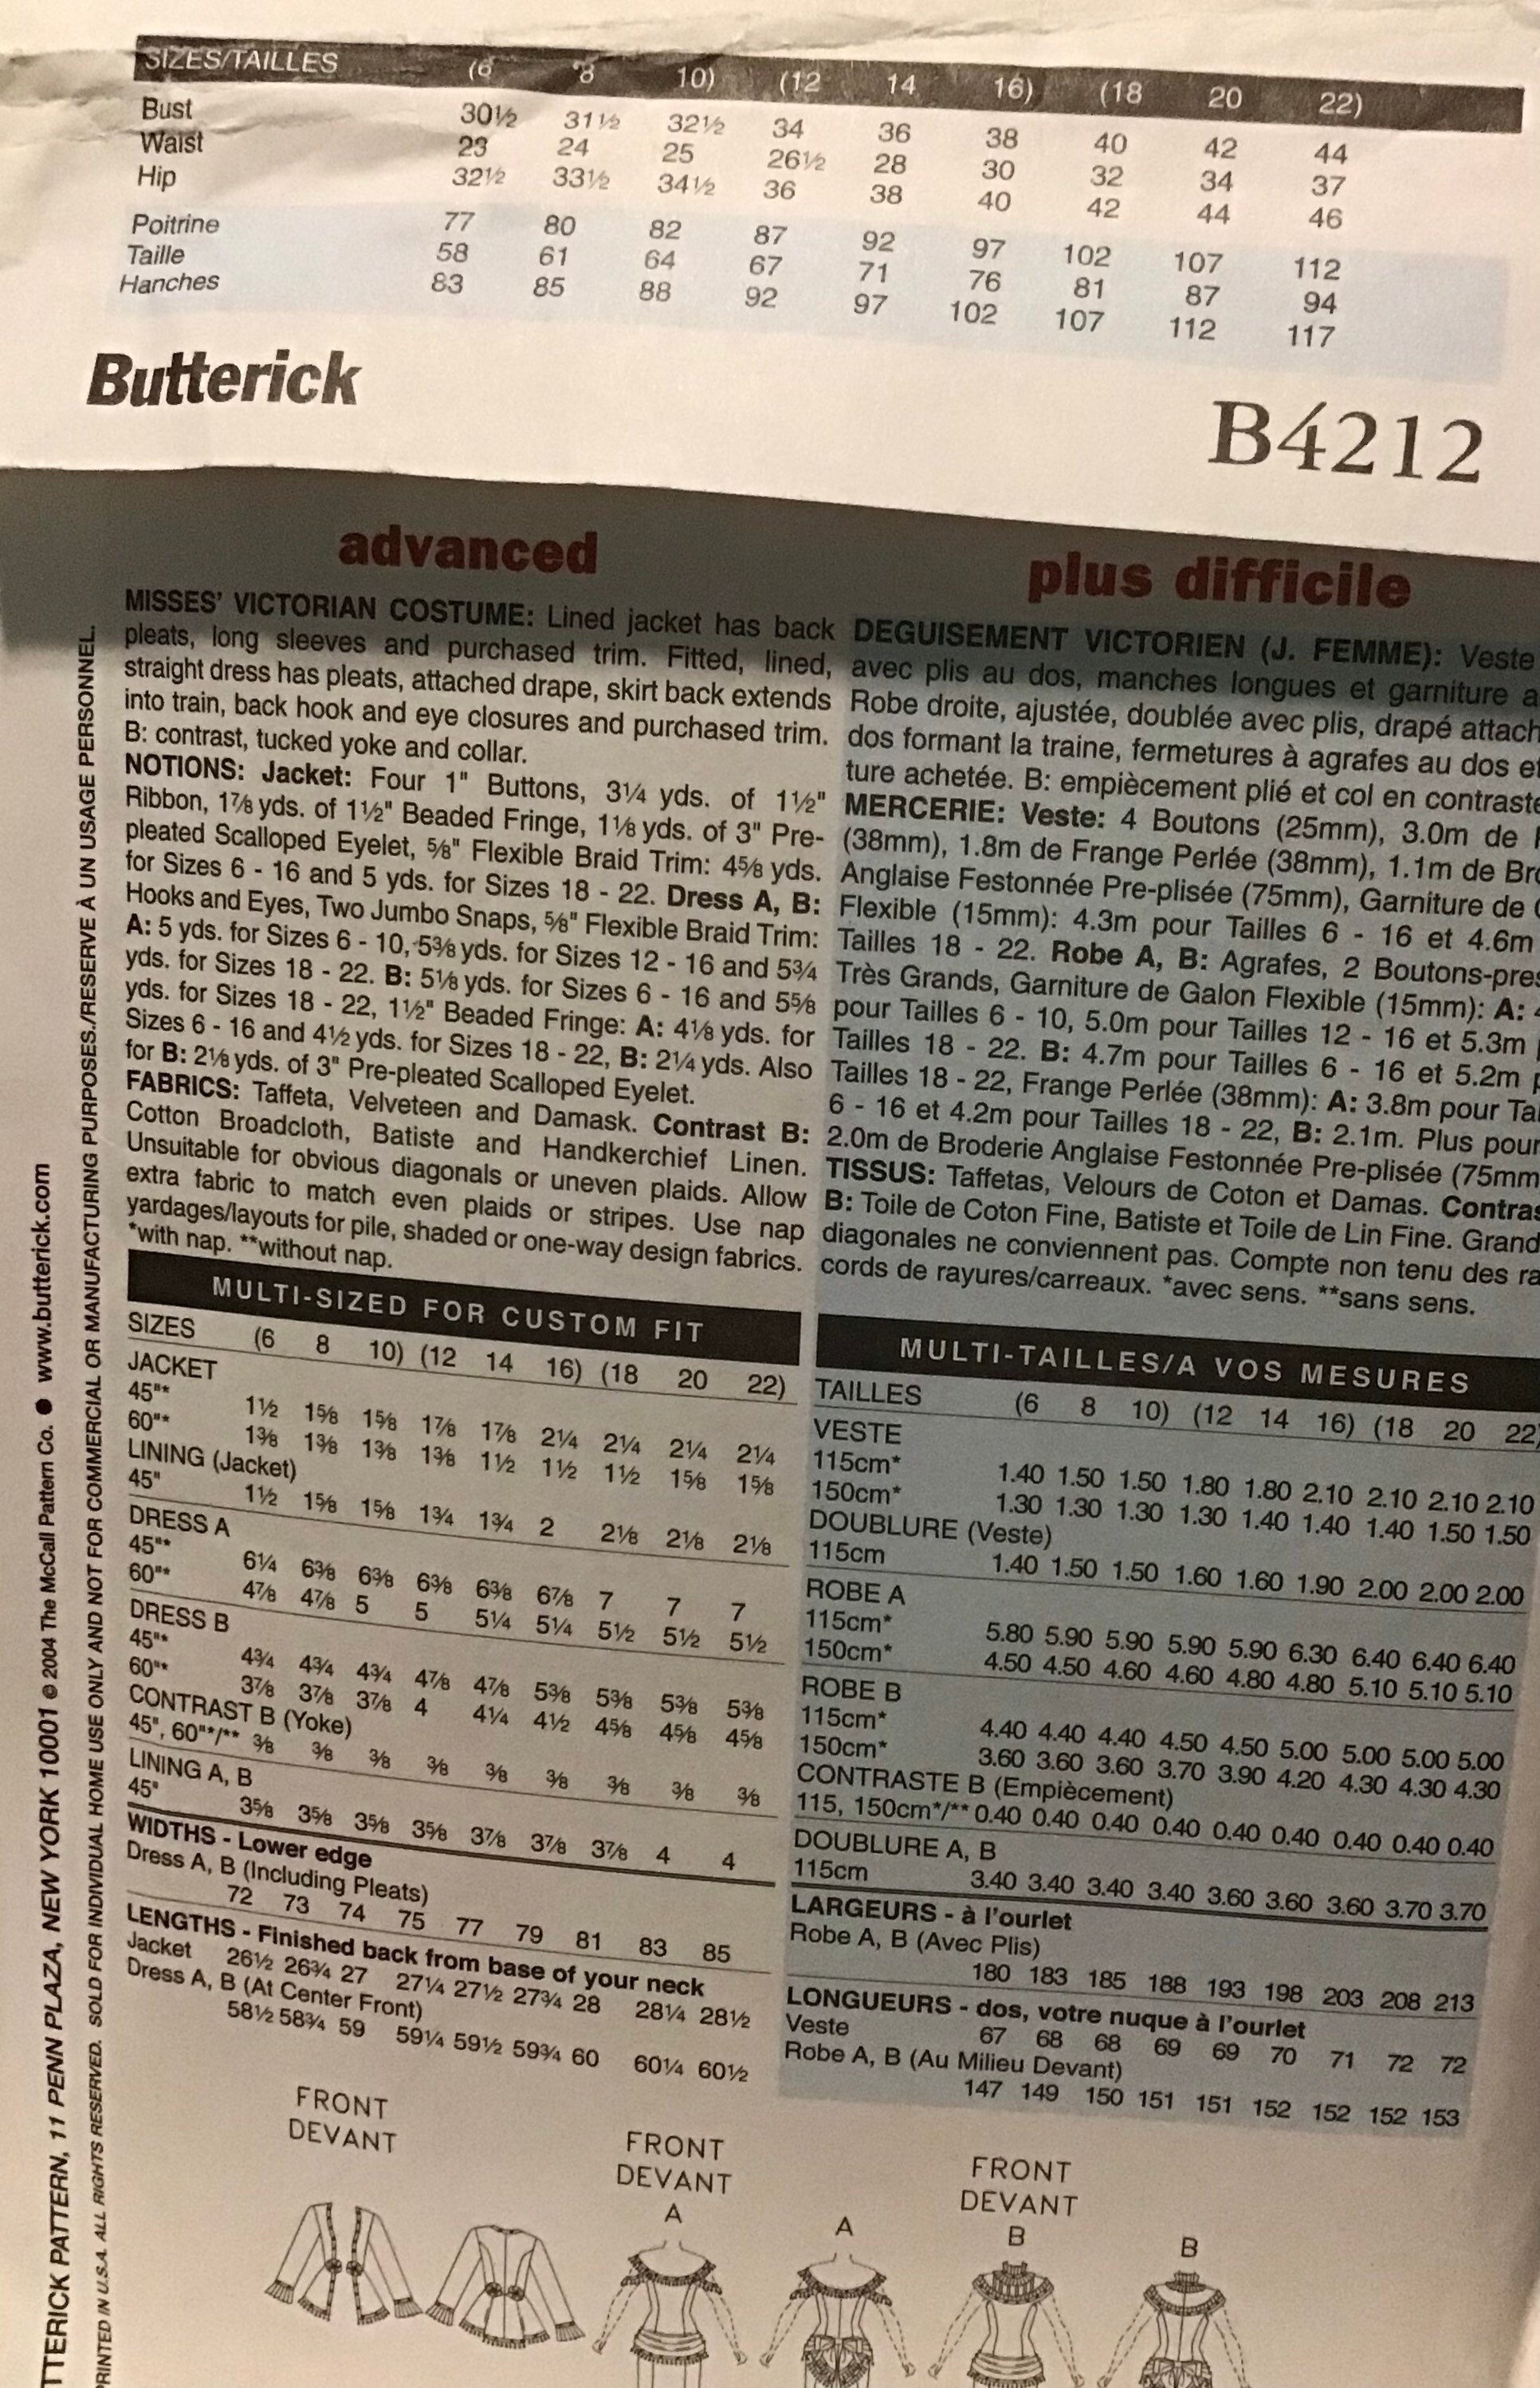 SIZES/TAILLES (6 8 10) (12 14 16) (18 20 22)
Bust 30½ 31½ 32½ 34 36 38 40 42 44
Waist 23 24 25 26½ 28 30 32 34 37
Hip 32½ 33½ 34½ 36 38 40 42 44 46
Poitrine 77 80 82 87 92 97 102 107 112
Taille 58 61 64 67 71 76 81 87 94
Hanches 83 85 88 92 97 102 107 112 117
Butterick
B4212
advanced
MISSES' VICTORIAN COSTUME: Lined jacket has back
pleats, long sleeves and purchased trim. Fitted, lined,
straight dress has pleats, attached drape, skirt back extends
into train, back hook and eye closures and purchased trim.
B: contrast, tucked yoke and collar.
NOTIONS: Jacket: Four 1" Buttons, 3¼ yds. of 1½"
Ribbon, 1⅞ yds. of 1½" Beaded Fringe, 1⅛ yds. of 3" Pre-
pleated Scalloped Eyelet, ⅝" Flexible Braid Trim: 4⅝ yds.
for Sizes 6 - 16 and 5 yds. for Sizes 18 - 22. Dress A, B:
Hooks and Eyes, Two Jumbo Snaps, ⅝" Flexible Braid Trim:
A: 5 yds. for Sizes 6 - 10, 5⅜ yds. for Sizes 12 - 16 and 5¾
yds. for Sizes 18 - 22. B: 5⅛ yds. for Sizes 6 - 16 and 5⅝
yds. for Sizes 18 - 22, 1½" Beaded Fringe: A: 4⅛ yds. for
Sizes 6 - 16 and 4½ yds. for Sizes 18 - 22, B: 2¼ yds. Also
for B: 2⅛ yds. of 3" Pre-pleated Scalloped Eyelet.
FABRICS: Taffeta, Velveteen and Damask. Contrast B:
Cotton Broadcloth, Batiste and Handkerchief Linen.
Unsuitable for obvious diagonals or uneven plaids. Allow
extra fabric to match even plaids or stripes. Use nap
yardages/layouts for pile, shaded or one-way design fabrics.
*with nap. **without nap.
MULTI-SIZED FOR CUSTOM FIT
SIZES (6 8 10) (12 14 16) (18 20 22)
JACKET
45"* 1½ 1⅝ 1⅝ 1⅞ 1⅞ 2¼ 2¼ 2¼ 2¼
60"* 1⅜ 1⅜ 1⅜ 1⅜ 1½ 1½ 1½ 1⅝ 1⅝
LINING (Jacket)
45" 1½ 1⅝ 1⅝ 1¾ 1¾ 2 2⅛ 2⅛ 2⅛
DRESS A
45"* 6¼ 6⅜ 6⅜ 6⅜ 6⅜ 6⅞ 7 7 7
60"* 4⅞ 4⅞ 5 5 5¼ 5¼ 5½ 5½ 5½
DRESS B
45"* 4¾ 4¾ 4¾ 4⅞ 4⅞ 5⅜ 5⅜ 5⅜ 5⅜
60"* 3⅞ 3⅞ 3⅞ 4 4¼ 4½ 4⅝ 4⅝ 4⅝
CONTRAST B (Yoke)
45", 60"*/** ⅜ ⅜ ⅜ ⅜ ⅜ ⅜ ⅜ ⅜ ⅜
LINING A, B
45" 3⅝ 3⅝ 3⅝ 3⅝ 3⅞ 3⅞ 3⅞ 4 4
WIDTHS - Lower edge
Dress A, B (Including Pleats)
72 73 74 75 77 79 81 83 85
LENGTHS - Finished back from base of your neck
Jacket 26½ 26¾ 27 27¼ 27½ 27¾ 28 28¼ 28½
Dress A, B (At Center Front)
58½ 58¾ 59 59¼ 59½ 59¾ 60 60¼ 60½
plus difficile
DEGUISEMENT VICTORIEN (J. FEMME): Veste
avec plis au dos, manches longues et garniture a
Robe droite, ajustée, doublée avec plis, drapé attach
dos formant la traine, fermetures à agrafes au dos et
ture achetée. B: empiècement plié et col en contraste
MERCERIE: Veste: 4 Boutons (25mm), 3.0m de
(38mm), 1.8m de Frange Perlée (38mm), 1.1m de Bro
Anglaise Festonnée Pre-plisée (75mm), Garniture de
Flexible (15mm): 4.3m pour Tailles 6 - 16 et 4.6m
Tailles 18 - 22. Robe A, B: Agrafes, 2 Boutons-pres
Très Grands, Garniture de Galon Flexible (15mm): A:
pour Tailles 6 - 10, 5.0m pour Tailles 12 - 16 et 5.3m
Tailles 18 - 22. B: 4.7m pour Tailles 6 - 16 et 5.2m p
Tailles 18 - 22, Frange Perlée (38mm): A: 3.8m pour Tai
6 - 16 et 4.2m pour Tailles 18 - 22, B: 2.1m. Plus pour
2.0m de Broderie Anglaise Festonnée Pre-plisée (75mm
TISSUS: Taffetas, Velours de Coton et Damas. Contras
B: Toile de Coton Fine, Batiste et Toile de Lin Fine. Grand
diagonales ne conviennent pas. Compte non tenu des ra
cords de rayures/carreaux. *avec sens. **sans sens.
MULTI-TAILLES/A VOS MESURES
TAILLES (6 8 10) (12 14 16) (18 20 22)
VESTE
115cm* 1.40 1.50 1.50 1.80 1.80 2.10 2.10 2.10 2.10
150cm* 1.30 1.30 1.30 1.30 1.40 1.40 1.40 1.50 1.50
DOUBLURE (Veste)
115cm 1.40 1.50 1.50 1.60 1.60 1.90 2.00 2.00 2.00
ROBE A
115cm* 5.80 5.90 5.90 5.90 5.90 6.30 6.40 6.40 6.40
150cm* 4.50 4.50 4.60 4.60 4.80 4.80 5.10 5.10 5.10
ROBE B
115cm* 4.40 4.40 4.40 4.50 4.50 5.00 5.00 5.00 5.00
150cm* 3.60 3.60 3.60 3.70 3.90 4.20 4.30 4.30 4.30
CONTRASTE B (Empiècement)
115, 150cm*/** 0.40 0.40 0.40 0.40 0.40 0.40 0.40 0.40 0.40
DOUBLURE A, B
115cm 3.40 3.40 3.40 3.40 3.60 3.60 3.60 3.70 3.70
LARGEURS - à l'ourlet
Robe A, B (Avec Plis)
180 183 185 188 193 198 203 208 213
LONGUEURS - dos, votre nuque à l'ourlet
Veste 67 68 68 69 69 70 71 72 72
Robe A, B (Au Milieu Devant)
147 149 150 151 151 152 152 152 153
FRONT
DEVANT
FRONT
DEVANT
A
A
FRONT
DEVANT
B
B
TTERICK PATTERN, 11 PENN PLAZA, NEW YORK 10001 © 2004 The McCall Pattern Co. ● www.butterick.com
PRINTED IN U.S.A. ALL RIGHTS RESERVED. SOLD FOR INDIVIDUAL HOME USE ONLY AND NOT FOR COMMERCIAL OR MANUFACTURING PURPOSES./RESERVE À UN USAGE PERSONNEL.